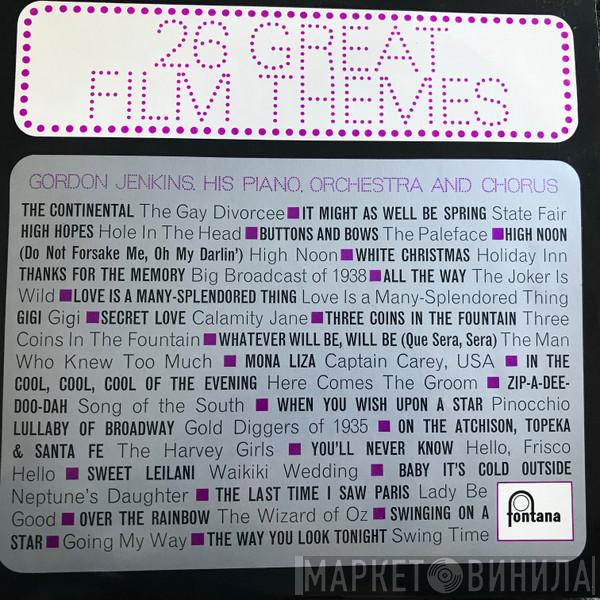 26 GREAT
FILM THEMES
GORDON JENKINS, HIS PIANO, ORCHESTRA AND CHORUS
THE CONTINENTAL The Gay Divorcee ■ IT MIGHT AS WELL BE SPRING State Fair
HIGH HOPES Hole In The Head ■ BUTTONS AND BOWS The Paleface ■ HIGH NOON
(Do Not Forsake Me, Oh My Darlin') High Noon ■ WHITE CHRISTMAS Holiday Inn
THANKS FOR THE MEMORY Big Broadcast of 1938 ■ ALL THE WAY The Joker Is
Wild ■ LOVE IS A MANY-SPLENDORED THING Love Is a Many-Splendored Thing
GIGI Gigi ■ SECRET LOVE Calamity Jane ■ THREE COINS IN THE FOUNTAIN Three
Coins In The Fountain ■ WHATEVER WILL BE, WILL BE (Que Sera, Sera) The Man
Who Knew Too Much ■ MONA LIZA Captain Carey, USA ■ IN THE
COOL, COOL, COOL OF THE EVENING Here Comes The Groom ■ ZIP-A-DEE-
DOO-DAH Song of the South ■ WHEN YOU WISH UPON A STAR Pinocchio
LULLABY OF BROADWAY Gold Diggers of 1935 ■ ON THE ATCHISON, TOPEKA
& SANTA FE The Harvey Girls ■ YOU'LL NEVER KNOW Hello, Frisco
Hello ■ SWEET LEILANI Waikiki Wedding ■ BABY IT'S COLD OUTSIDE
Neptune's Daughter ■ THE LAST TIME I SAW PARIS Lady Be
Good ■ OVER THE RAINBOW The Wizard of Oz ■ SWINGING ON A
STAR ■ Going My Way ■ THE WAY YOU LOOK TONIGHT Swing Time
fontana
МАРКЕТ ВИНИЛА